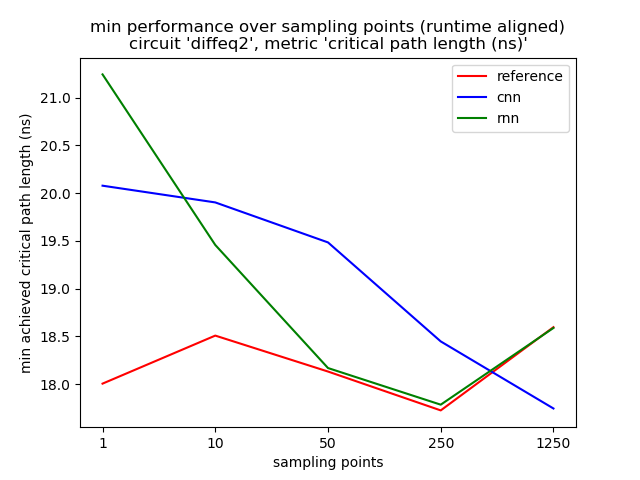 min performance over sampling points (runtime aligned)
circuit 'diffeq2', metric 'critical path length (ns)'
reference
cnn
rnn
min achieved critical path length (ns)
21.0
20.5
20.0
19.5
19.0
18.5
18.0
1 10 50 250 1250
sampling points